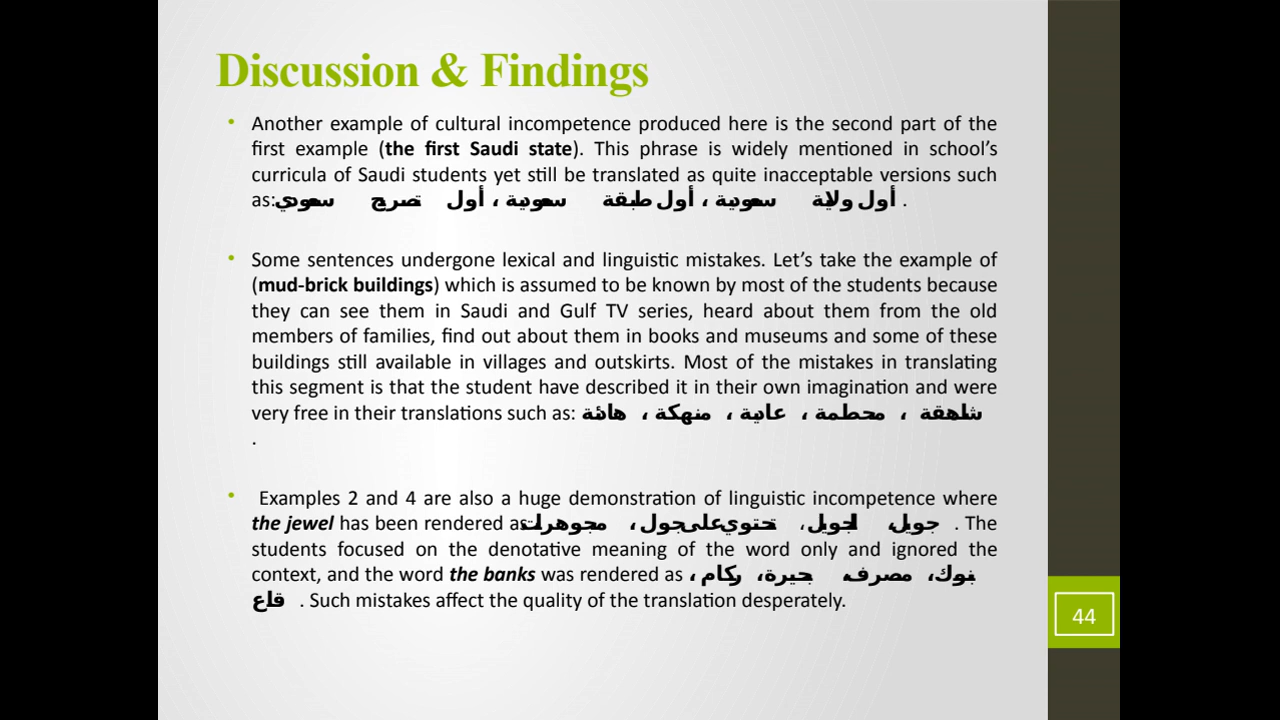 Discussion & Findings
• Another example of cultural incompetence produced here is the second part of the
first example (the first Saudi state). This phrase is widely mentioned in school's
curricula of Saudi students yet still be translated as quite inacceptable versions such
as: أول ولاية سعودية ، أول طبقة سعودية ، أول تصريح سعودي .
• Some sentences undergone lexical and linguistic mistakes. Let's take the example of
(mud-brick buildings) which is assumed to be known by most of the students because
they can see them in Saudi and Gulf TV series, heard about them from the old
members of families, find out about them in books and museums and some of these
buildings still available in villages and outskirts. Most of the mistakes in translating
this segment is that the student have described it in their own imagination and were
very free in their translations such as: شاهقة ، محطمة ، عادية ، منهكة ، هادئة
.
• Examples 2 and 4 are also a huge demonstration of linguistic incompetence where
the jewel has been rendered as جويل، الجويل، تحتوي على جول، مجوهرات . The
students focused on the denotative meaning of the word only and ignored the
context, and the word the banks was rendered as بنوك، مصرف، بحيرة، ركام ،
قاع . Such mistakes affect the quality of the translation desperately.
44